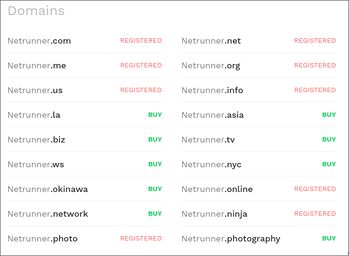 Domains
Netrunner.com REGISTERED Netrunner.net REGISTERED
Netrunner.me REGISTERED Netrunner.org REGISTERED
Netrunner.us REGISTERED Netrunner.info REGISTERED
Netrunner.la BUY Netrunner.asia BUY
Netrunner.biz BUY Netrunner.tv BUY
Netrunner.ws BUY Netrunner.nyc BUY
Netrunner.okinawa BUY Netrunner.online REGISTERED
Netrunner.network BUY Netrunner.ninja REGISTERED
Netrunner.photo REGISTERED Netrunner.photography BUY